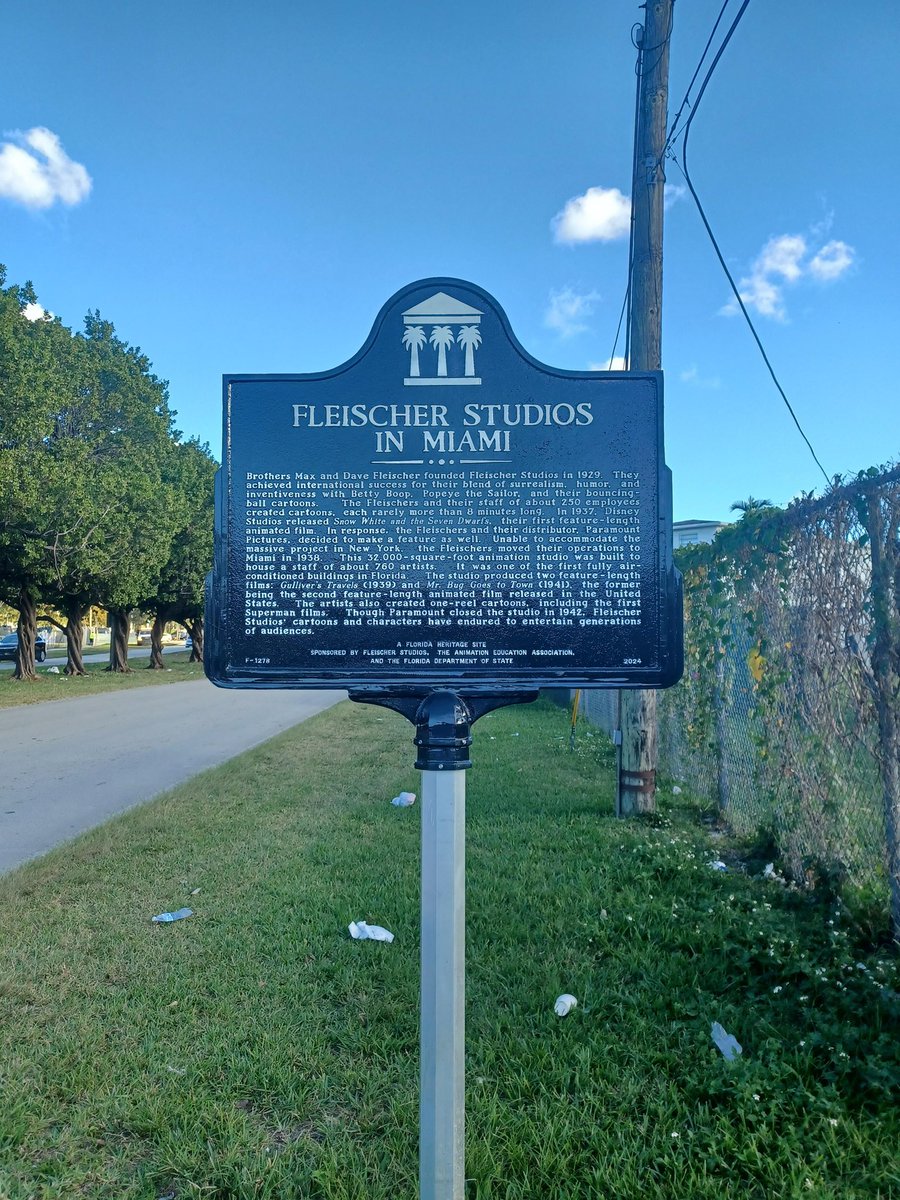 FLEISCHER STUDIOS
IN MIAMI
Brothers Max and Dave Fleischer founded Fleischer Studios in 1929. They
achieved international success for their blend of surrealism, humor, and
inventiveness with Betty Boop, Popeye the Sailor, and their bouncing-
ball cartoons. The Fleischers and their staff of about 250 employees
created cartoons, each rarely more than 8 minutes long. In 1937, Disney
Studios released Snow White and the Seven Dwarfs, their first feature-length
animated film. In response, the Fleischers and their distributor, Paramount
Pictures, decided to make a feature as well. Unable to accommodate the
massive project in New York, the Fleischers moved their operations to
Miami in 1938. This 32,000-square-foot animation studio was built to
house a staff of about 760 artists. It was one of the first fully air-
conditioned buildings in Florida. The studio produced two feature-length
films: Gulliver's Travels (1939) and Mr. Bug Goes to Town (1941), the former
being the second feature-length animated film released in the United
States. The artists also created one-reel cartoons, including the first
Superman films. Though Paramount closed the studio in 1942, Fleischer
Studios' cartoons and characters have endured to entertain generations
of audiences.
A FLORIDA HERITAGE SITE
SPONSORED BY FLEISCHER STUDIOS, THE ANIMATION EDUCATION ASSOCIATION,
F-1278 AND THE FLORIDA DEPARTMENT OF STATE 2024